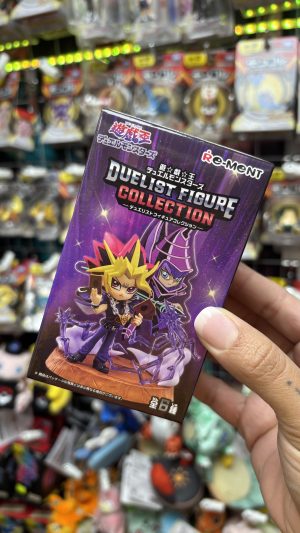 遊戯王
デュエルモンスターズ
Re-MENT
遊☆戯☆王
デュエルモンスターズ
DUELIST FIGURE
COLLECTION
デュエリストフィギュアコレクション
全6種